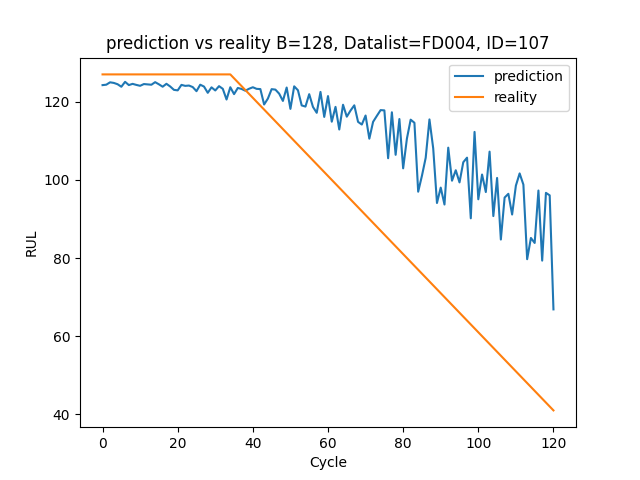 prediction vs reality B=128, Datalist=FD004, ID=107
prediction
reality
120
100
80
60
40
RUL
0 20 40 60 80 100 120
Cycle